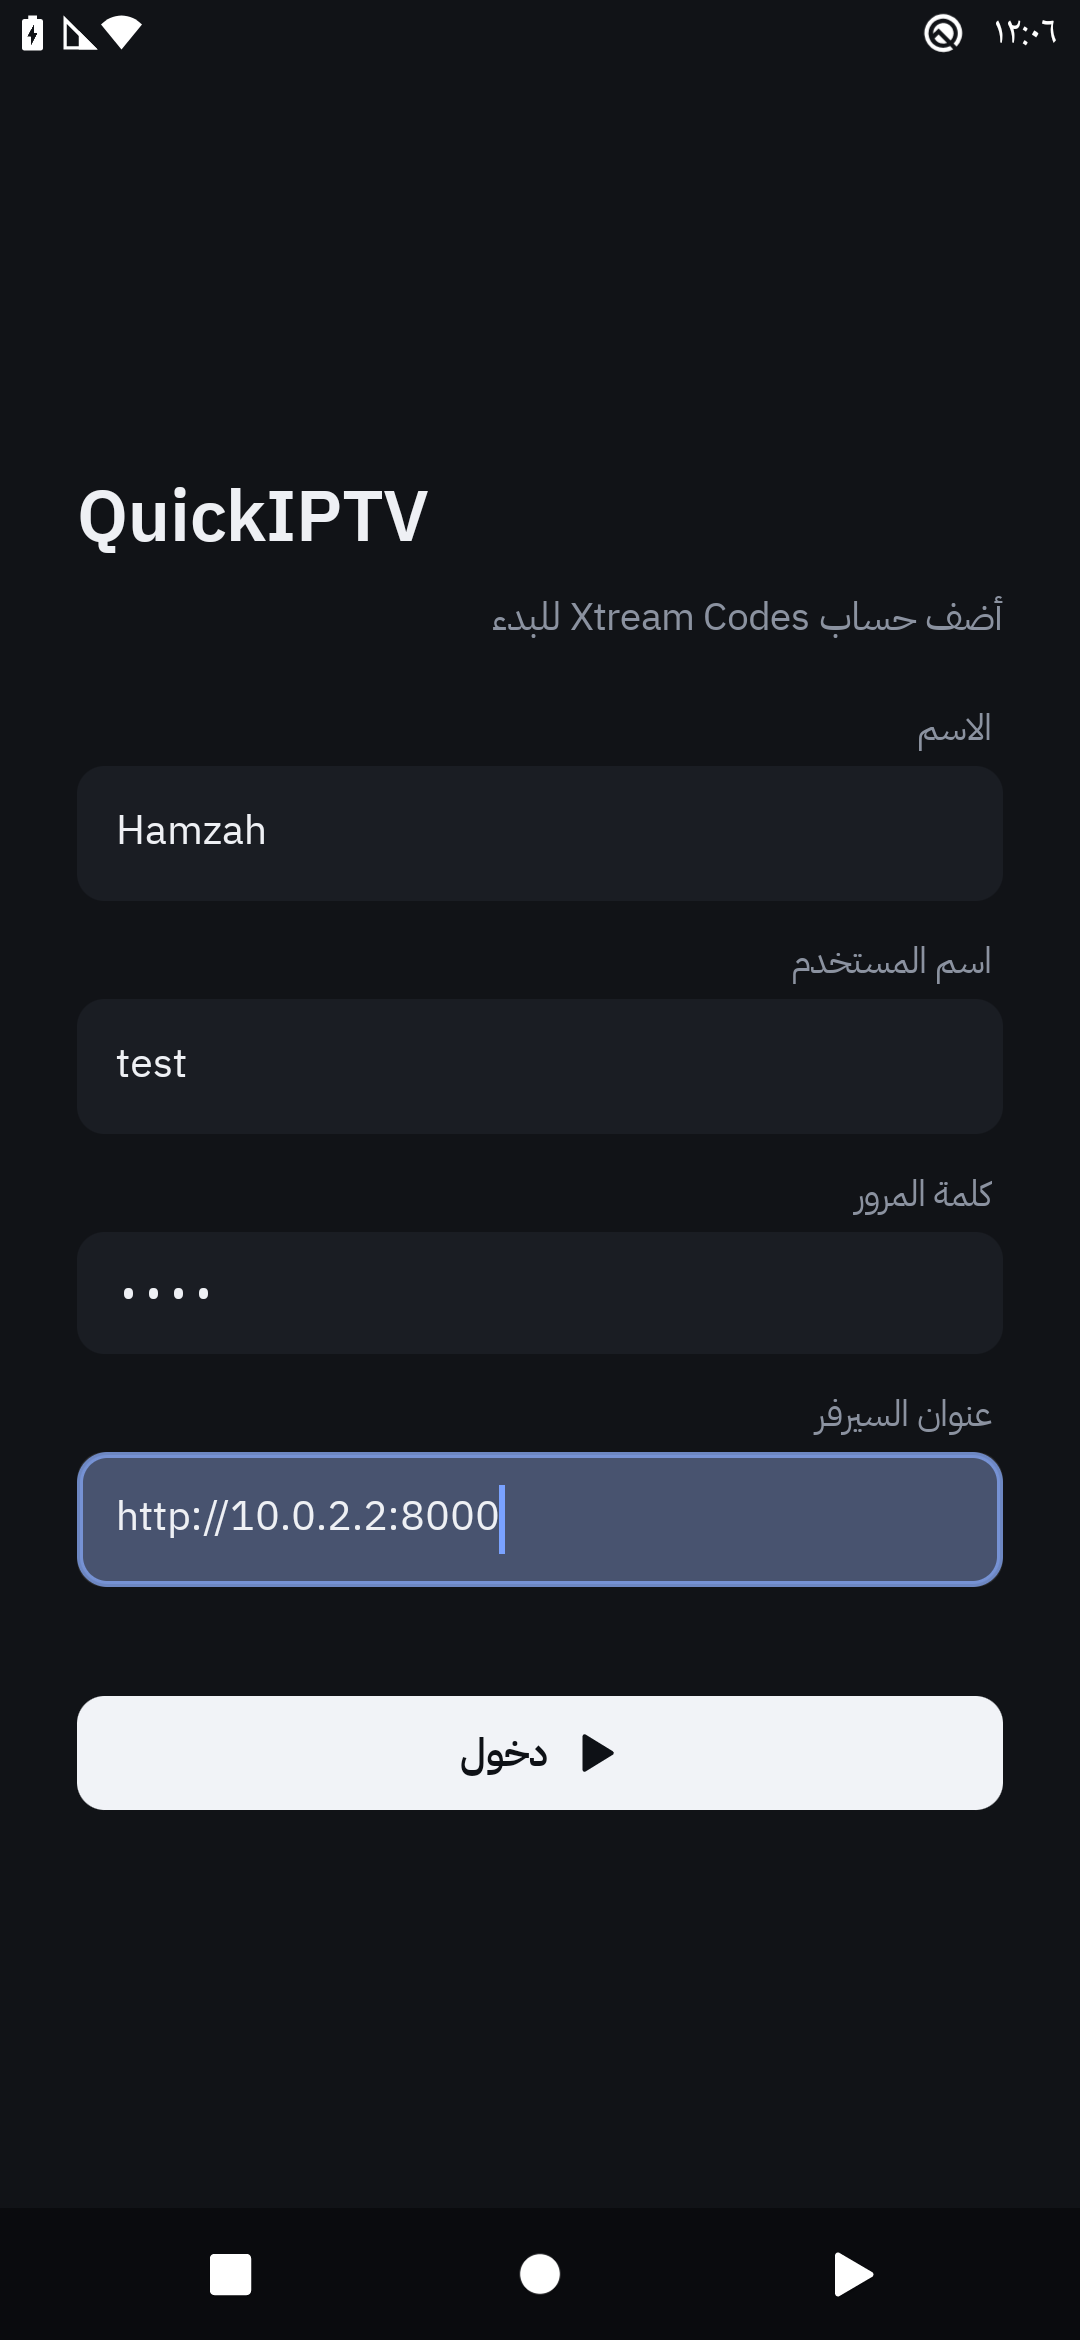 ١٢:٠٦
QuickIPTV
أضف حساب Xtream Codes للبدء
الاسم
Hamzah
اسم المستخدم
test
كلمة المرور
••••
عنوان السيرفر
http://10.0.2.2:8000
دخول